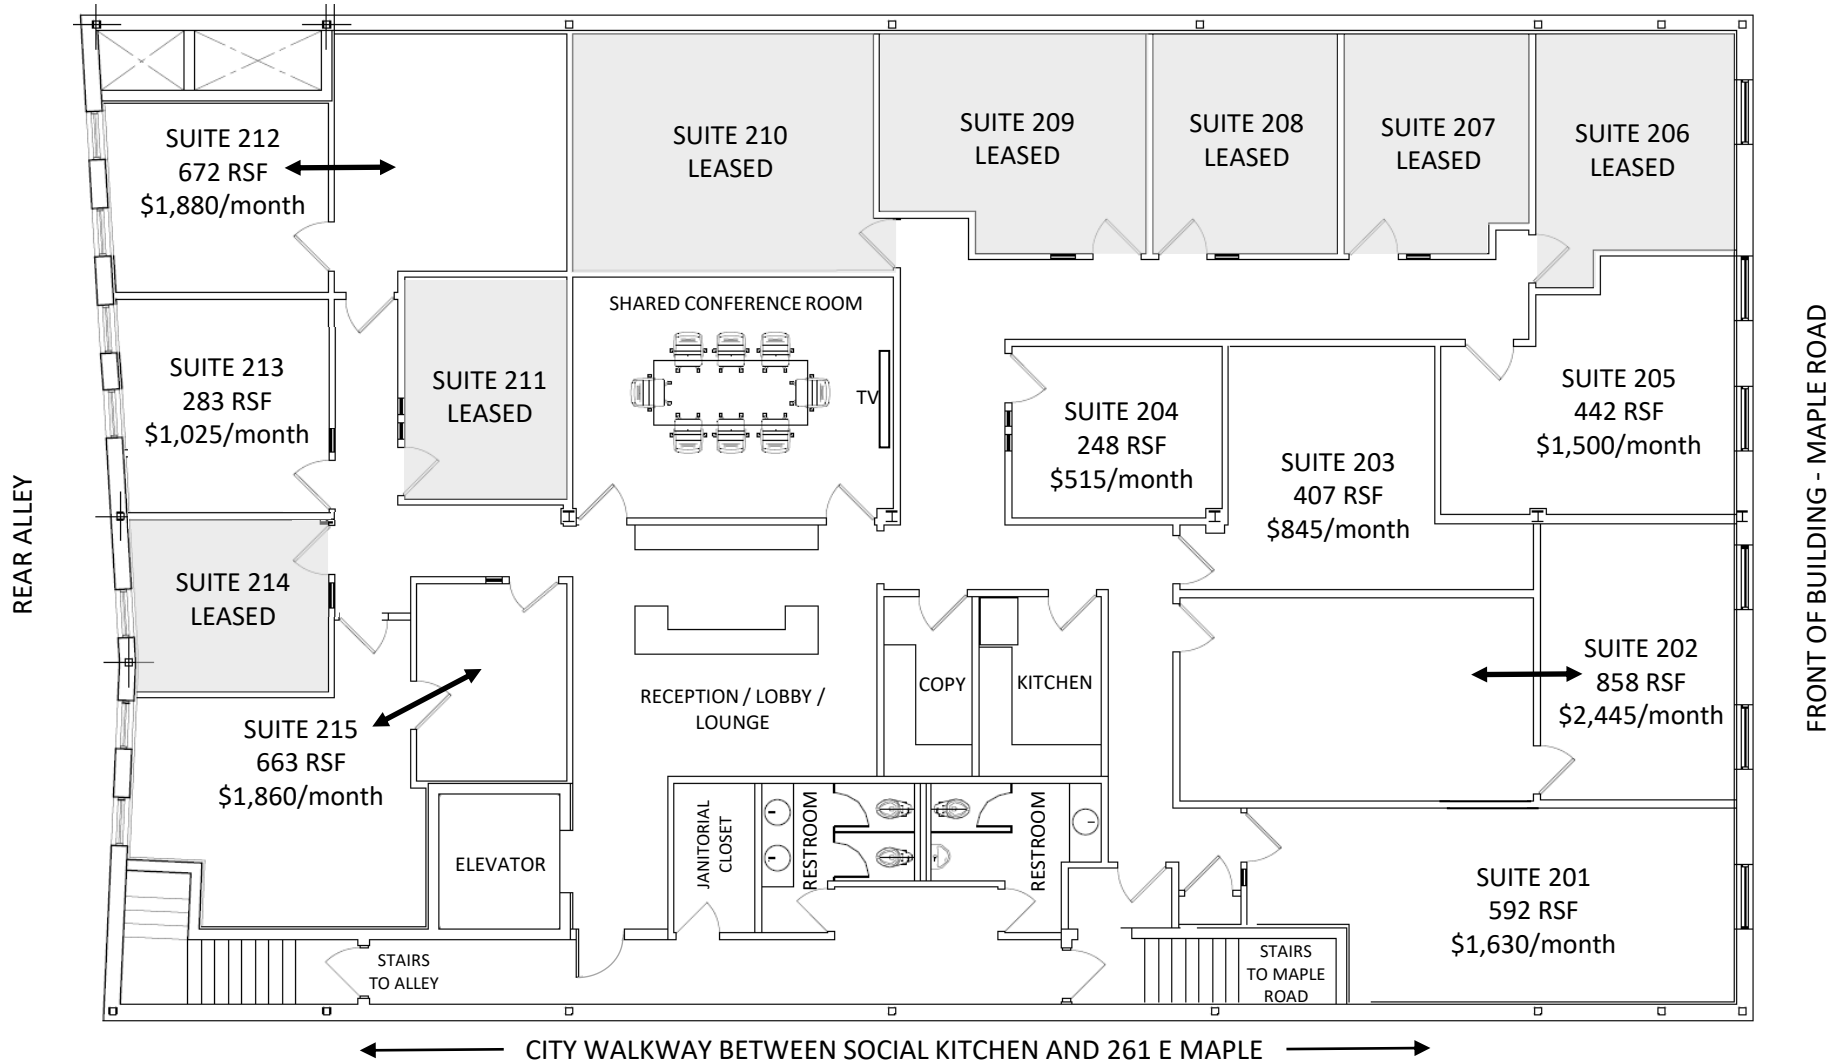 SUITE 212
672 RSF
$1,880/month
SUITE 210
LEASED
SUITE 209
LEASED
SUITE 208
LEASED
SUITE 207
LEASED
SUITE 206
LEASED
SUITE 213
283 RSF
$1,025/month
SUITE 211
LEASED
SHARED CONFERENCE ROOM
TV
SUITE 204
248 RSF
$515/month
SUITE 203
407 RSF
$845/month
SUITE 205
442 RSF
$1,500/month
REAR ALLEY
FRONT OF BUILDING - MAPLE ROAD
SUITE 214
LEASED
SUITE 215
663 RSF
$1,860/month
RECEPTION / LOBBY /
LOUNGE
COPY
KITCHEN
SUITE 202
858 RSF
$2,445/month
ELEVATOR
JANITORIAL
CLOSET
RESTROOM
RESTROOM
SUITE 201
592 RSF
$1,630/month
STAIRS
TO ALLEY
STAIRS
TO MAPLE
ROAD
CITY WALKWAY BETWEEN SOCIAL KITCHEN AND 261 E MAPLE